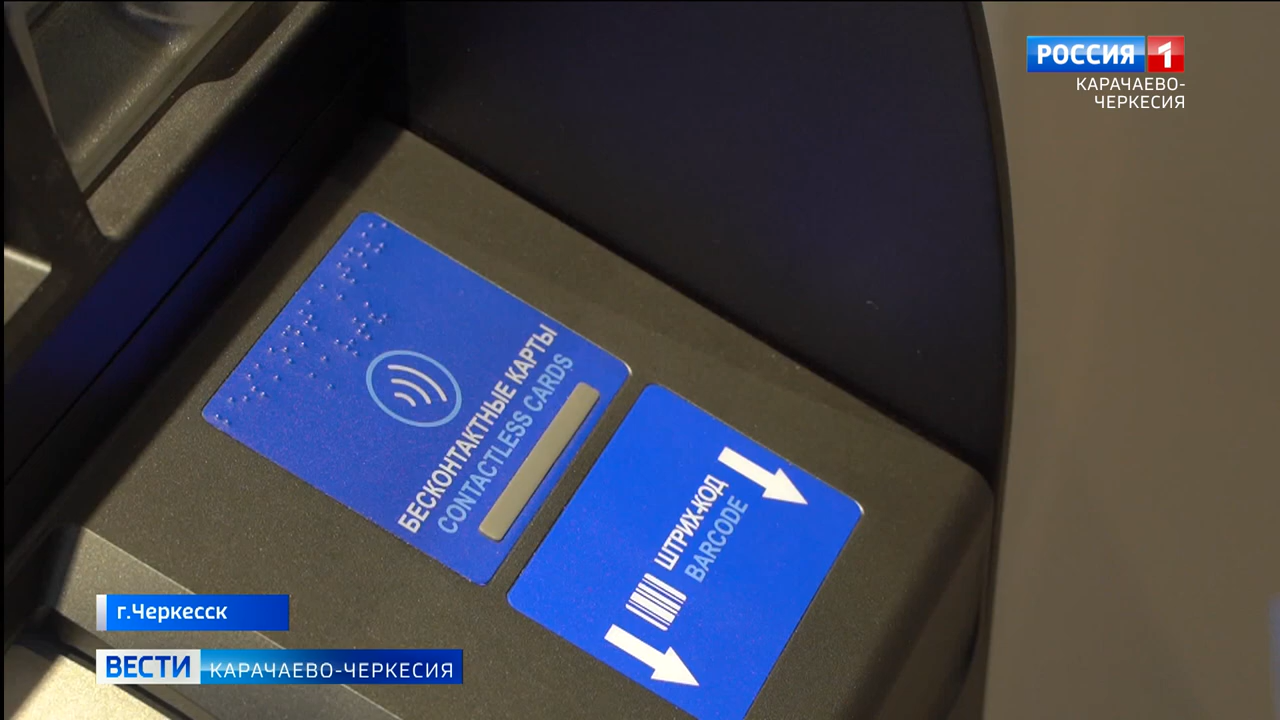 РОССИЯ 1
КАРАЧАЕВО-
ЧЕРКЕСИЯ
БЕСКОНТАКТНЫЕ КАРТЫ
CONTACTLESS CARDS
ШТРИХ-КОД
BARCODE
г.Черкесск
ВЕСТИ КАРАЧАЕВО-ЧЕРКЕСИЯ